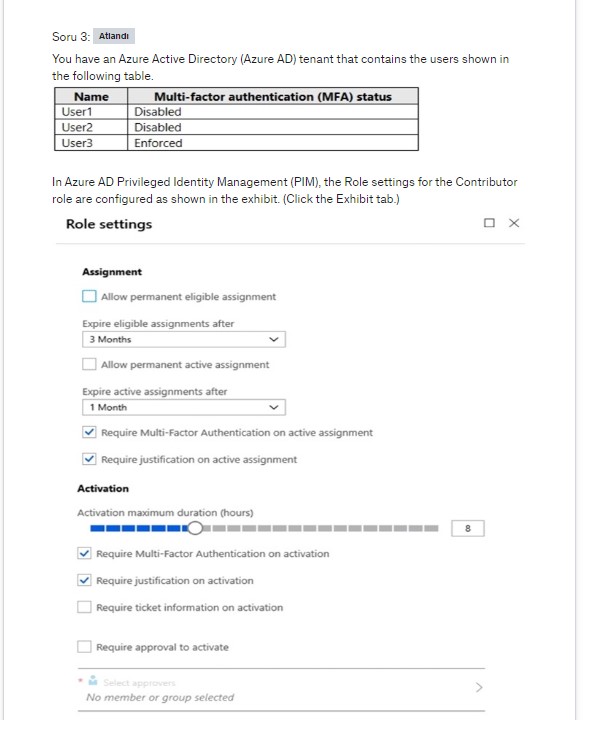 Soru 3: Atlandı
You have an Azure Active Directory (Azure AD) tenant that contains the users shown in
the following table.
Name Multi-factor authentication (MFA) status
User1 Disabled
User2 Disabled
User3 Enforced
In Azure AD Privileged Identity Management (PIM), the Role settings for the Contributor
role are configured as shown in the exhibit. (Click the Exhibit tab.)
Role settings
Assignment
Allow permanent eligible assignment
Expire eligible assignments after
3 Months
Allow permanent active assignment
Expire active assignments after
1 Month
Require Multi-Factor Authentication on active assignment
Require justification on active assignment
Activation
Activation maximum duration (hours)
8
Require Multi-Factor Authentication on activation
Require justification on activation
Require ticket information on activation
Require approval to activate
* Select approvers
No member or group selected